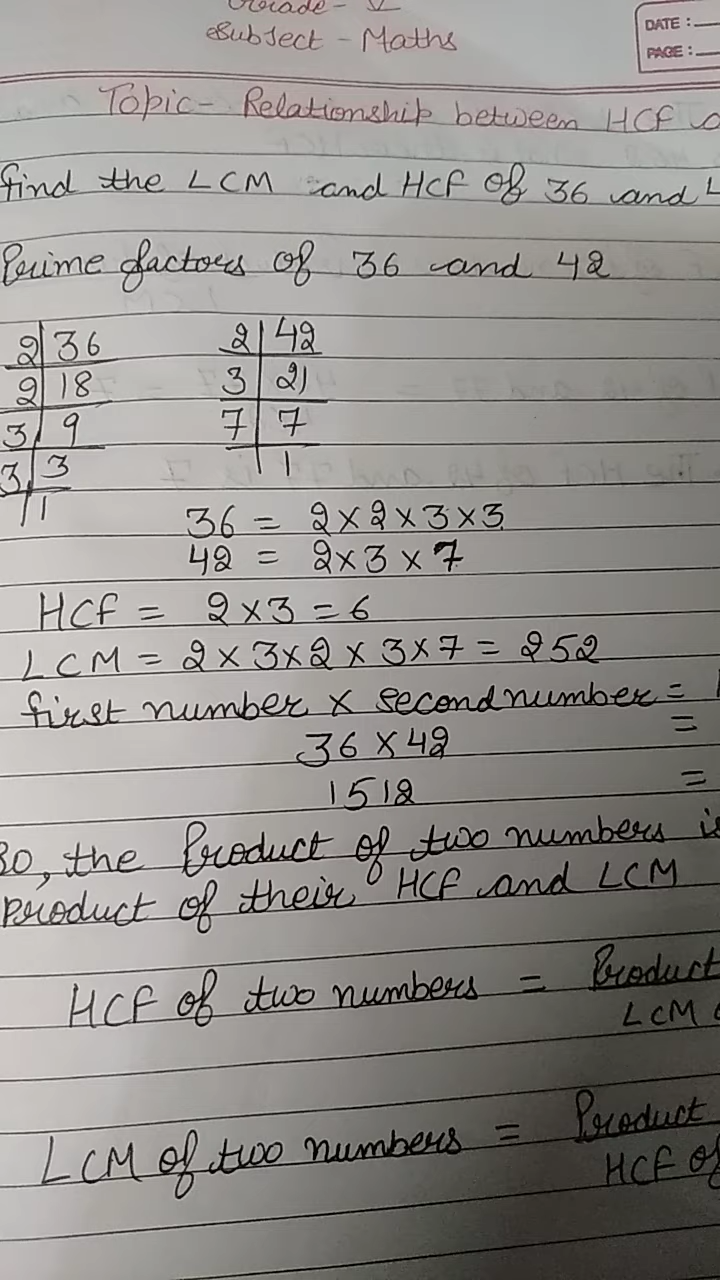 Grade - V
Subject - Maths
DATE :
PAGE :
Topic - Relationship between HCF
find the LCM and HCF of 36 and
Prime factors of 36 and 42
2 36
2 18
3 9
3 3
1
2 42
3 21
7 7
1
36 = 2 × 2 × 3 × 3
42 = 2 × 3 × 7
HCF = 2 × 3 = 6
LCM = 2 × 3 × 2 × 3 × 7 = 252
first number × second number =
36 × 42 =
1512 =
So, the Product of two numbers is
product of their HCF and LCM
HCF of two numbers = Product
LCM
LCM of two numbers = Product
HCF of